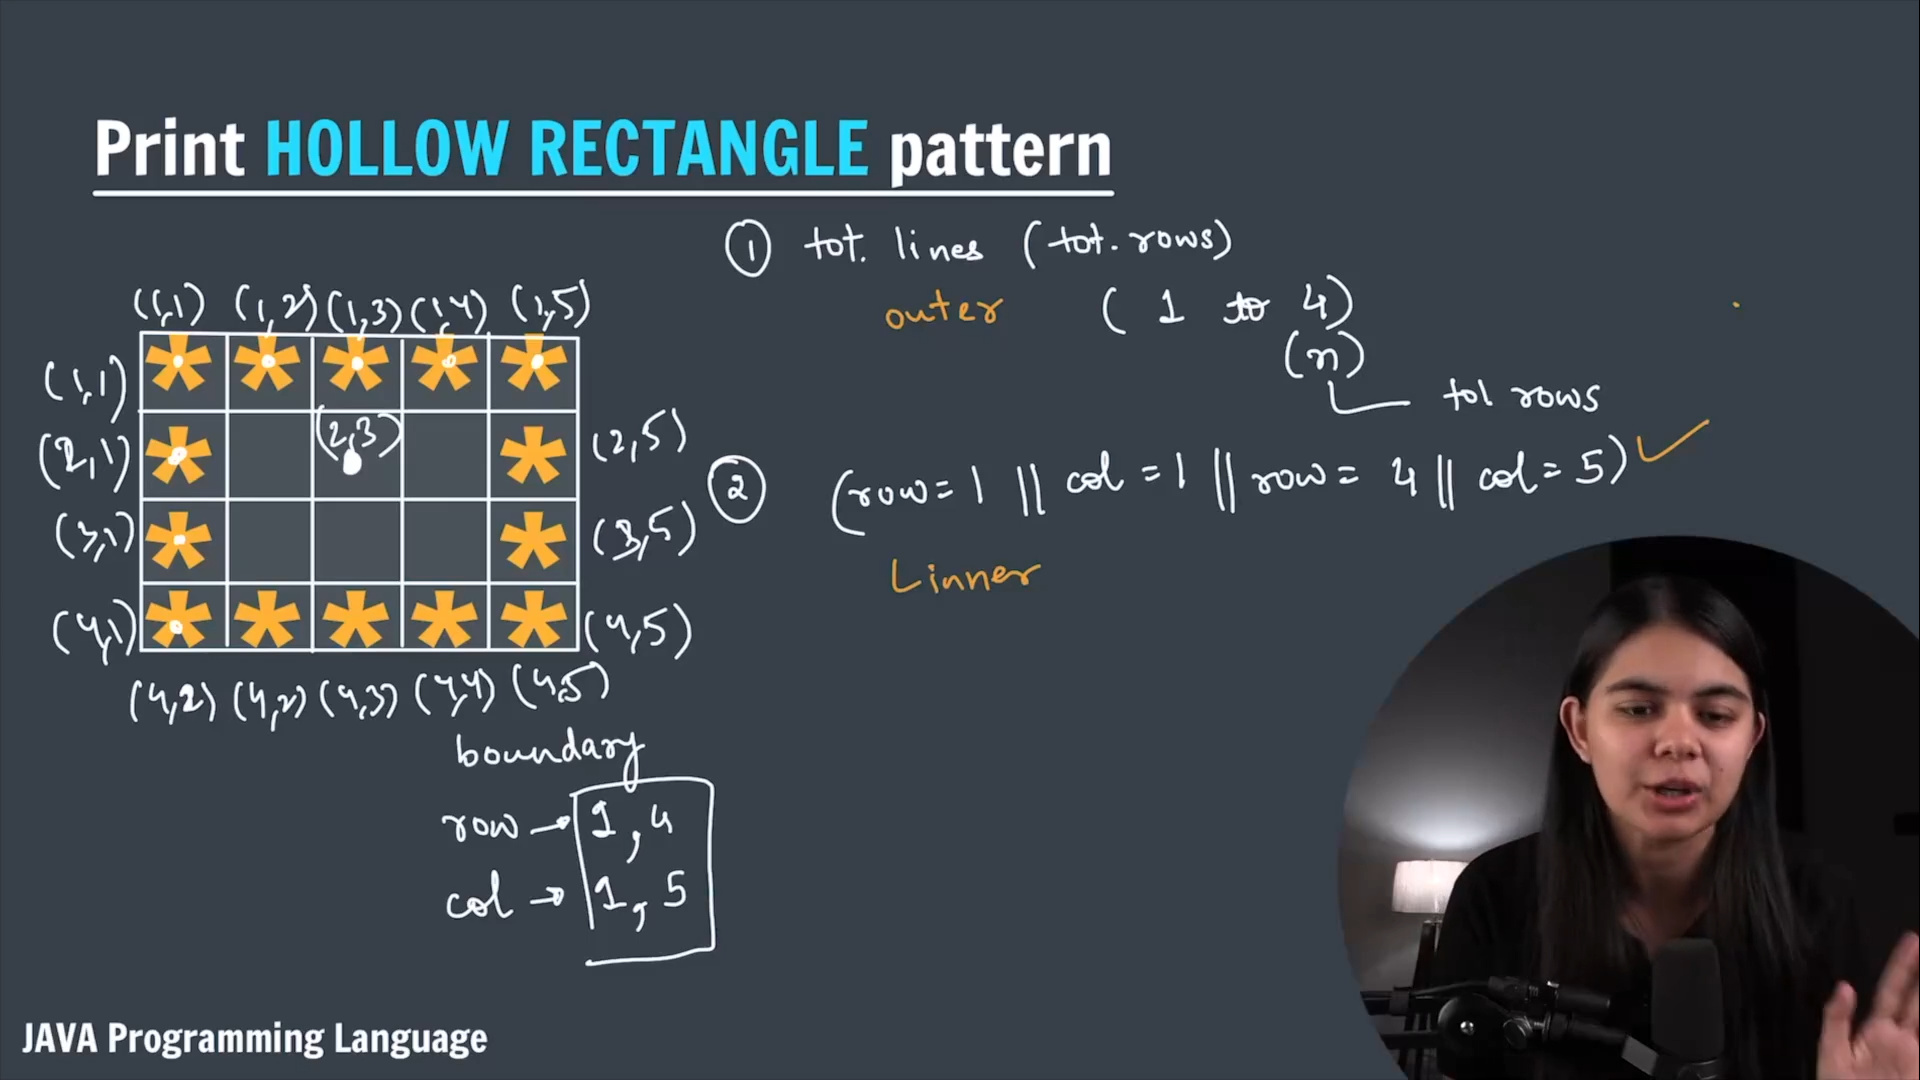 Print HOLLOW RECTANGLE pattern
① tot. lines (tot. rows)
outer ( 1 to 4)
(n)
tol rows
(1,1) (1,2) (1,3) (1,4) (1,5)
(1,1)
(2,1) (2,3) (2,5)
(3,1) (3,5)
(4,1) (4,5)
(4,2) (4,2) (4,3) (4,4) (4,5)
② (row=1 || col=1 || row=4 || col=5)
inner
boundary
row → 1,4
col → 1,5
JAVA Programming Language